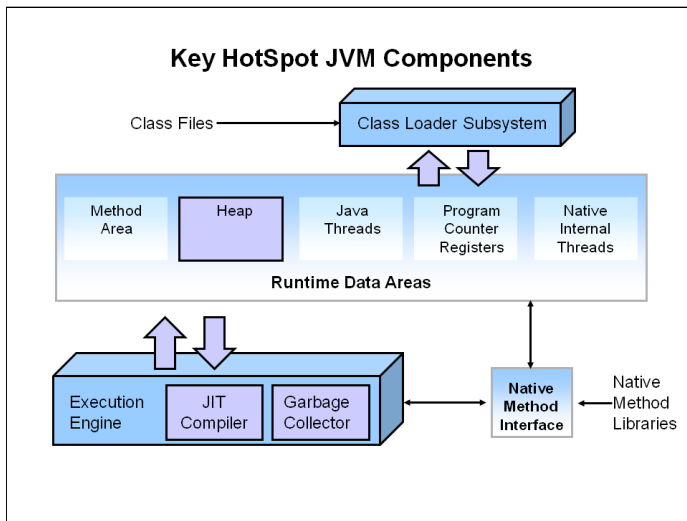 Key HotSpot JVM Components
Class Files
Class Loader Subsystem
Method
Area
Heap
Java
Threads
Program
Counter
Registers
Native
Internal
Threads
Runtime Data Areas
Execution
Engine
JIT
Compiler
Garbage
Collector
Native
Method
Interface
Native
Method
Libraries